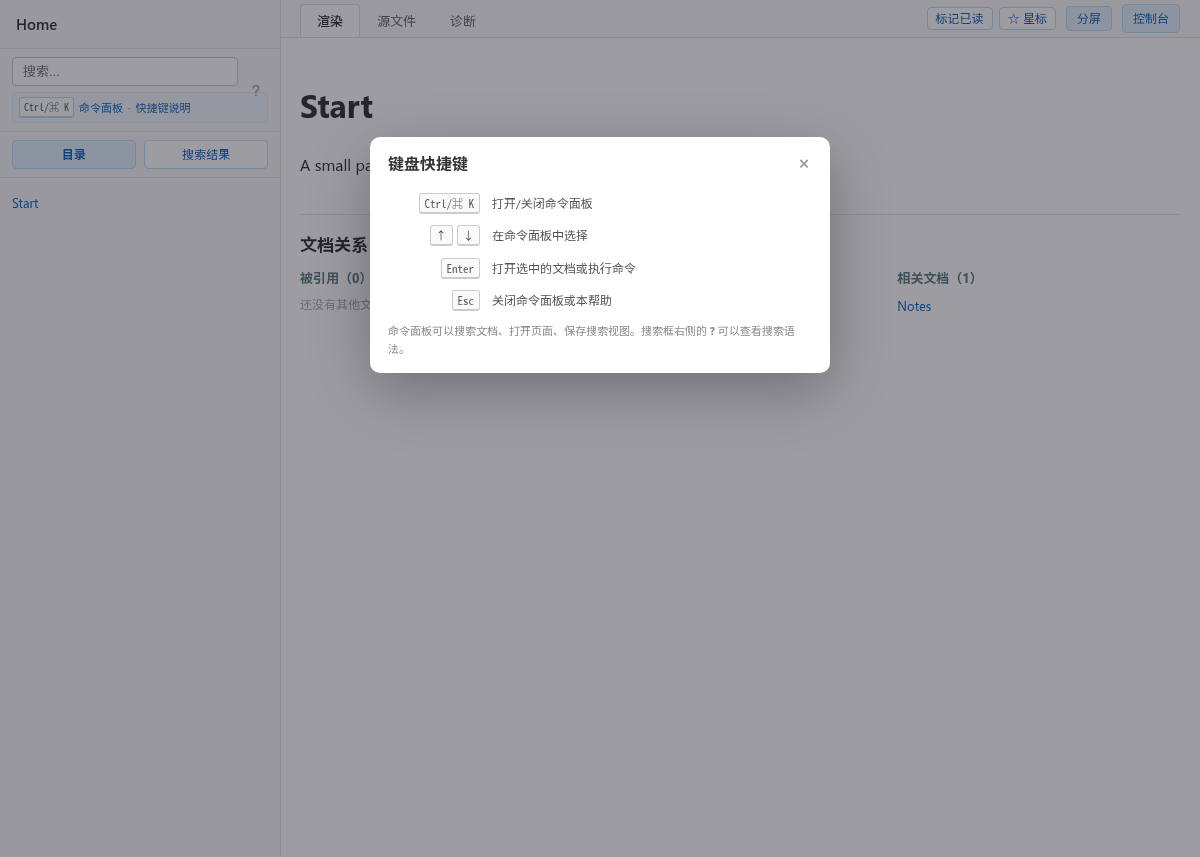 Home
搜索...
?
Ctrl/⌘ K 命令面板 · 快捷键说明
目录 搜索结果
Start
渲染 源文件 诊断
标记已读 ☆ 星标 分屏 控制台
Start
A small pa
键盘快捷键 ×
Ctrl/⌘ K 打开/关闭命令面板
↑ ↓ 在命令面板中选择
Enter 打开选中的文档或执行命令
Esc 关闭命令面板或本帮助
命令面板可以搜索文档、打开页面、保存搜索视图。搜索框右侧的 ? 可以查看搜索语
法。
文档关系
被引用（0）
还没有其他文
相关文档（1）
Notes